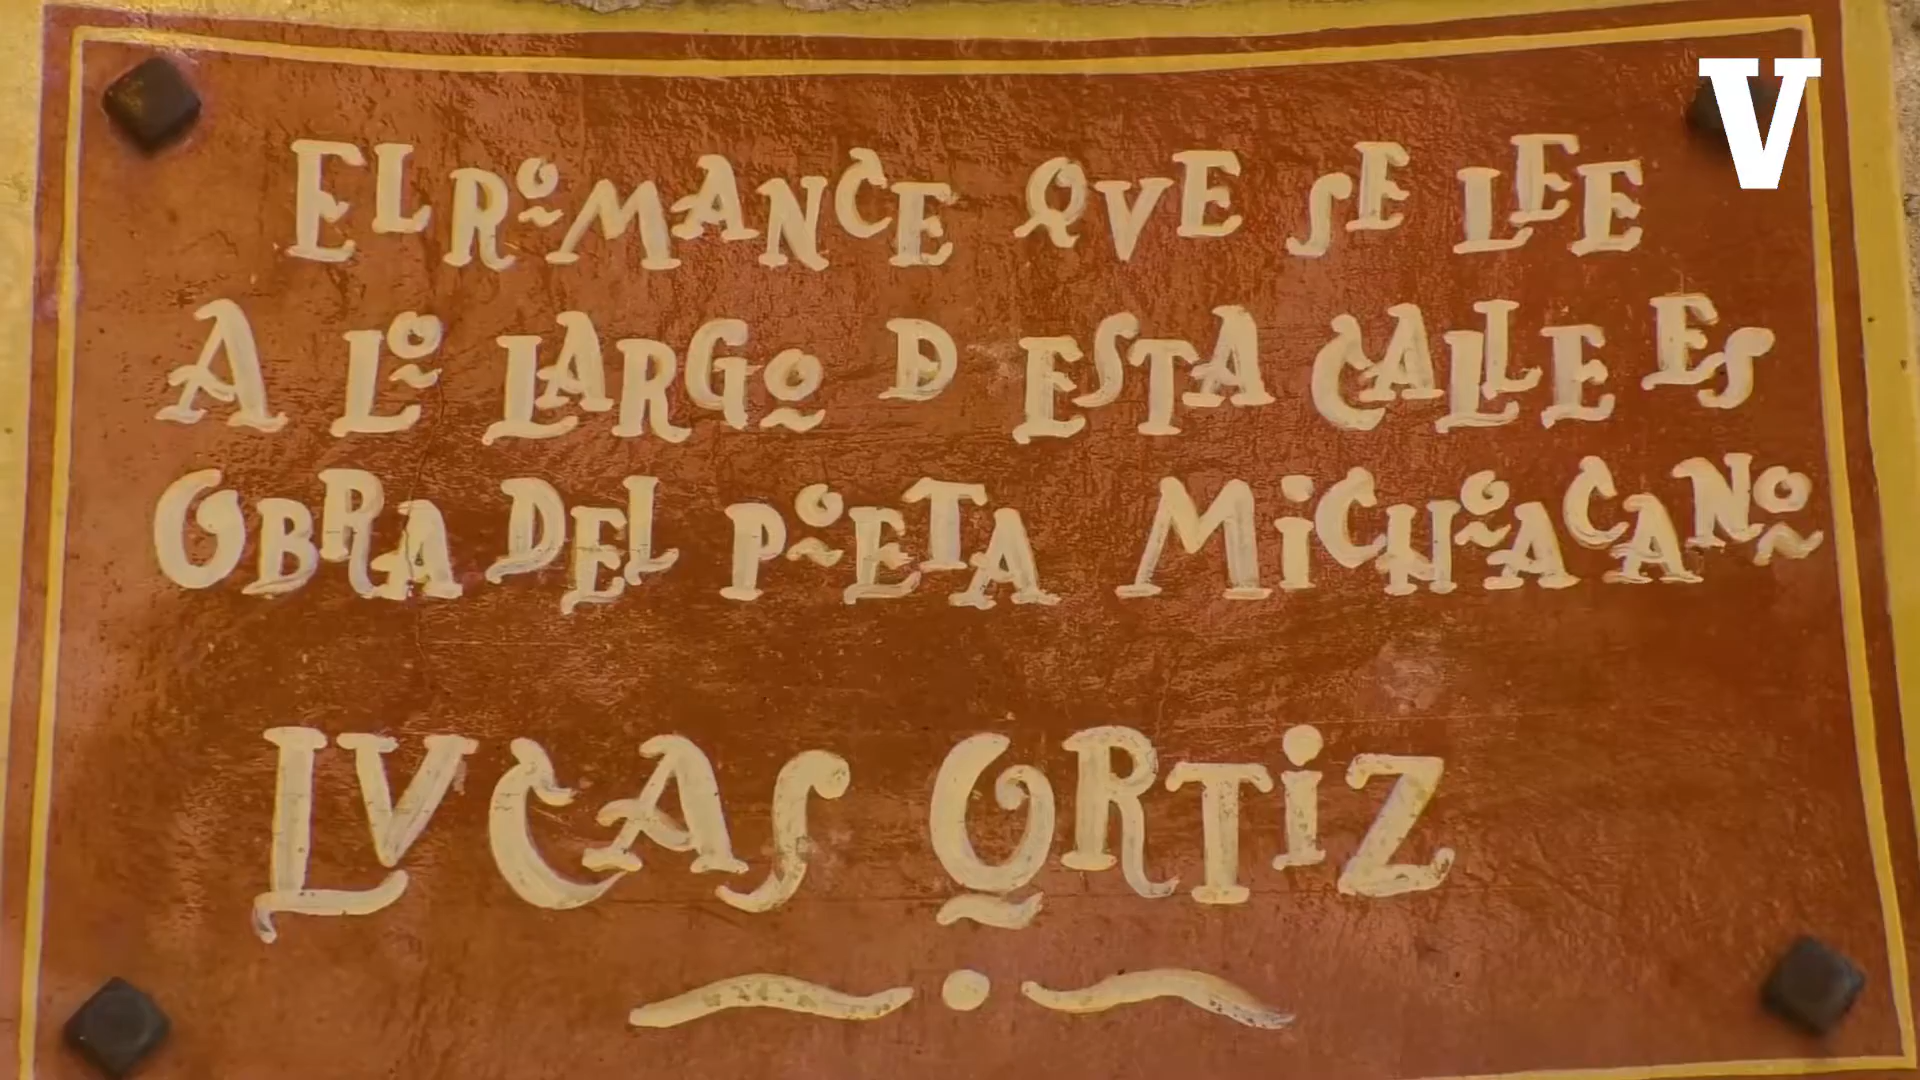 V
EL ROMANCE QVE SE LEE
A LO LARGO D ESTA CALLE ES
OBRA DEL POETA MiCHOACANO
LVCAS ORTiZ